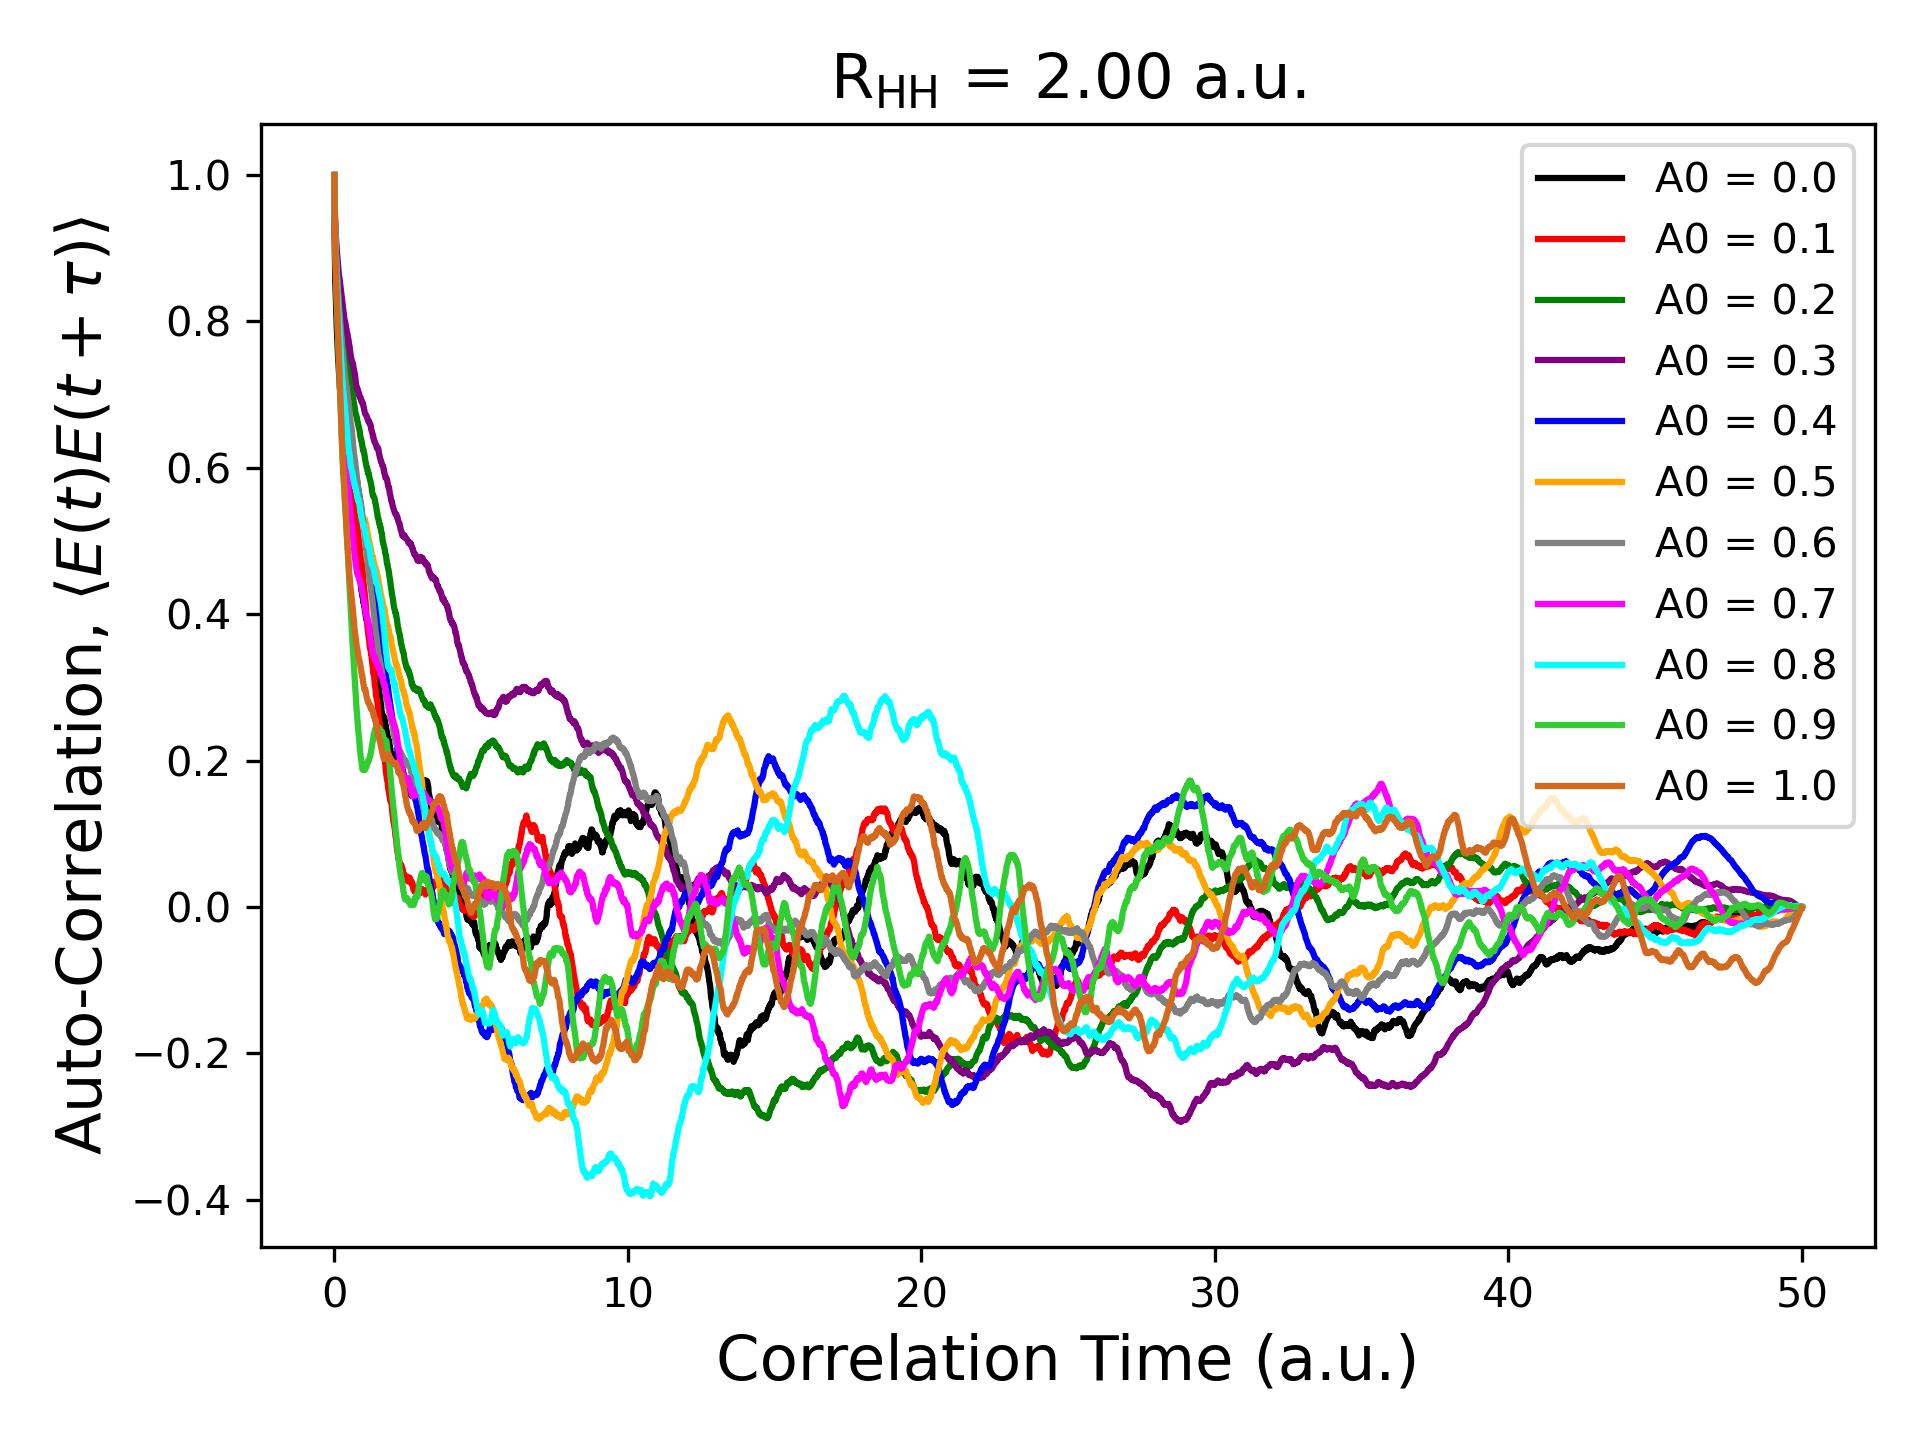 R_HH = 2.00 a.u.
Auto-Correlation, ⟨E(t)E(t + τ)⟩
1.0
0.8
0.6
0.4
0.2
0.0
−0.2
−0.4
A0 = 0.0
A0 = 0.1
A0 = 0.2
A0 = 0.3
A0 = 0.4
A0 = 0.5
A0 = 0.6
A0 = 0.7
A0 = 0.8
A0 = 0.9
A0 = 1.0
0 10 20 30 40 50
Correlation Time (a.u.)